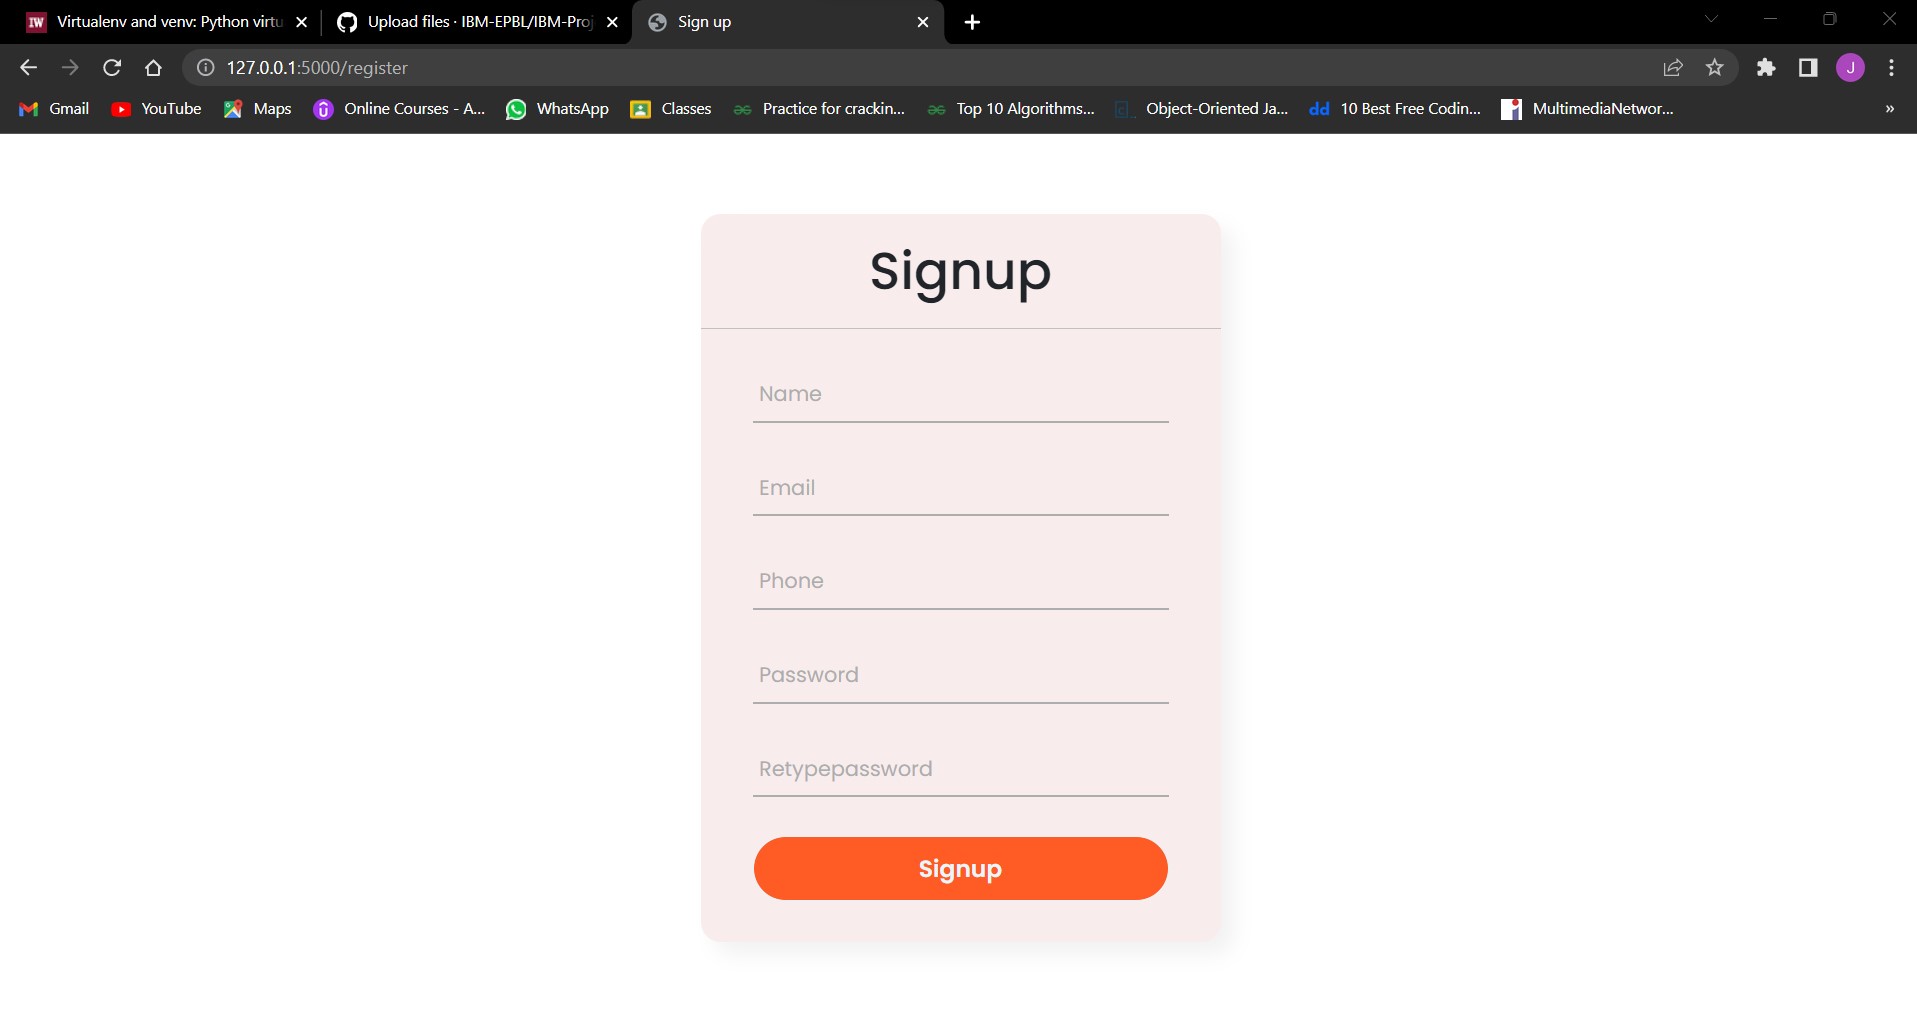 Virtualenv and venv: Python virtu
Upload files · IBM-EPBL/IBM-Proj
Sign up
127.0.0.1:5000/register
J
Gmail
YouTube
Maps
Online Courses - A...
WhatsApp
Classes
Practice for crackin...
Top 10 Algorithms...
Object-Oriented Ja...
dd
10 Best Free Codin...
MultimediaNetwor...
»
Signup
Name
Email
Phone
Password
Retypepassword
Signup